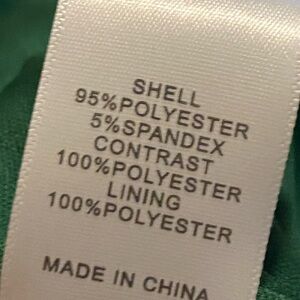 SHELL
95%POLYESTER
5%SPANDEX
CONTRAST
100%POLYESTER
LINING
100%POLYESTER
MADE IN CHINA